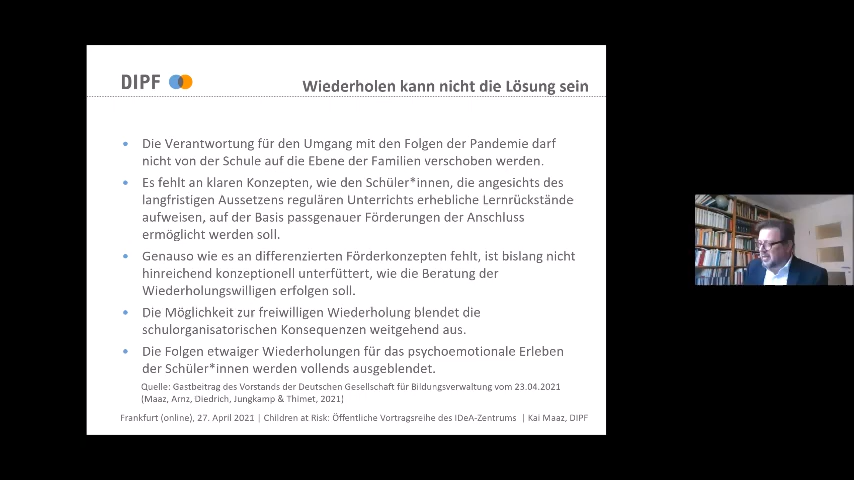 DIPF
Wiederholen kann nicht die Lösung sein
Die Verantwortung für den Umgang mit den Folgen der Pandemie darf
nicht von der Schule auf die Ebene der Familien verschoben werden.
Es fehlt an klaren Konzepten, wie den Schüler*innen, die angesichts des
langfristigen Aussetzens regulären Unterrichts erhebliche Lernrückstände
aufweisen, auf der Basis passgenauer Förderungen der Anschluss
ermöglicht werden soll.
Genauso wie es an differenzierten Förderkonzepten fehlt, ist bislang nicht
hinreichend konzeptionell unterfüttert, wie die Beratung der
Wiederholungswilligen erfolgen soll.
Die Möglichkeit zur freiwilligen Wiederholung blendet die
schulorganisatorischen Konsequenzen weitgehend aus.
Die Folgen etwaiger Wiederholungen für das psychoemotionale Erleben
der Schüler*innen werden vollends ausgeblendet.
Quelle: Gastbeitrag des Vorstands der Deutschen Gesellschaft für Bildungsverwaltung vom 23.04.2021
(Maaz, Arnz, Diedrich, Jungkamp & Thimet, 2021)
Frankfurt (online), 27. April 2021 | Children at Risk: Öffentliche Vortragsreihe des IDeA-Zentrums | Kai Maaz, DIPF